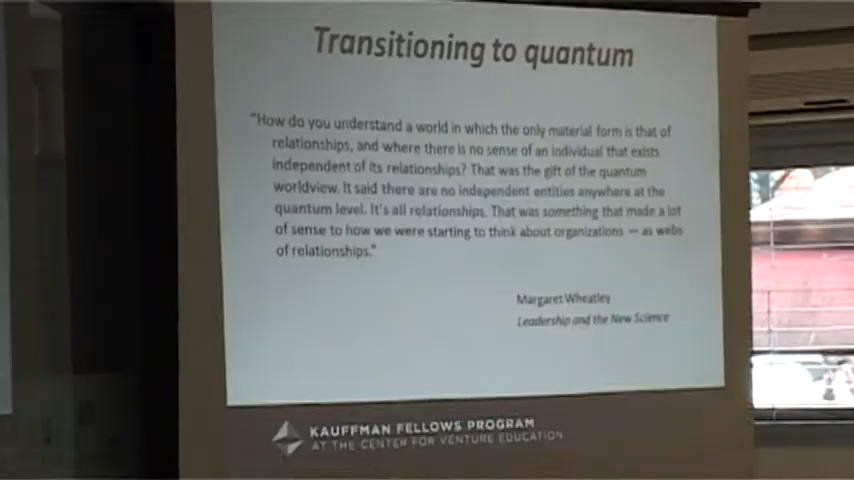 Transitioning to quantum
"How do you understand a world in which the only material form is that of
relationships, and where there is no sense of an individual that exists
independent of its relationships? That was the gift of the quantum
worldview. It said there are no independent entities anywhere at the
quantum level. It's all relationships. That was something that made a lot
of sense to how we were starting to think about organizations — as webs
of relationships."
Margaret Wheatley
Leadership and the New Science
KAUFFMAN FELLOWS PROGRAM
AT THE CENTER FOR VENTURE EDUCATION